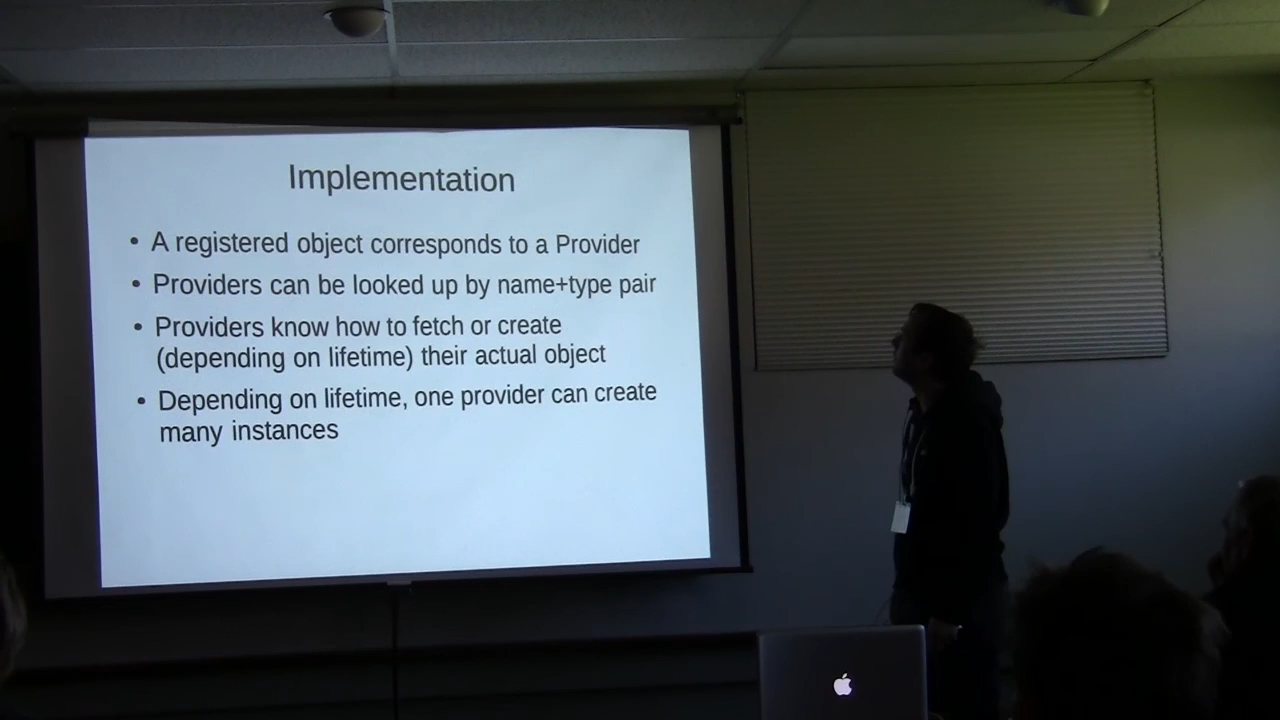 Implementation
• A registered object corresponds to a Provider
• Providers can be looked up by name+type pair
• Providers know how to fetch or create
(depending on lifetime) their actual object
• Depending on lifetime, one provider can create
many instances